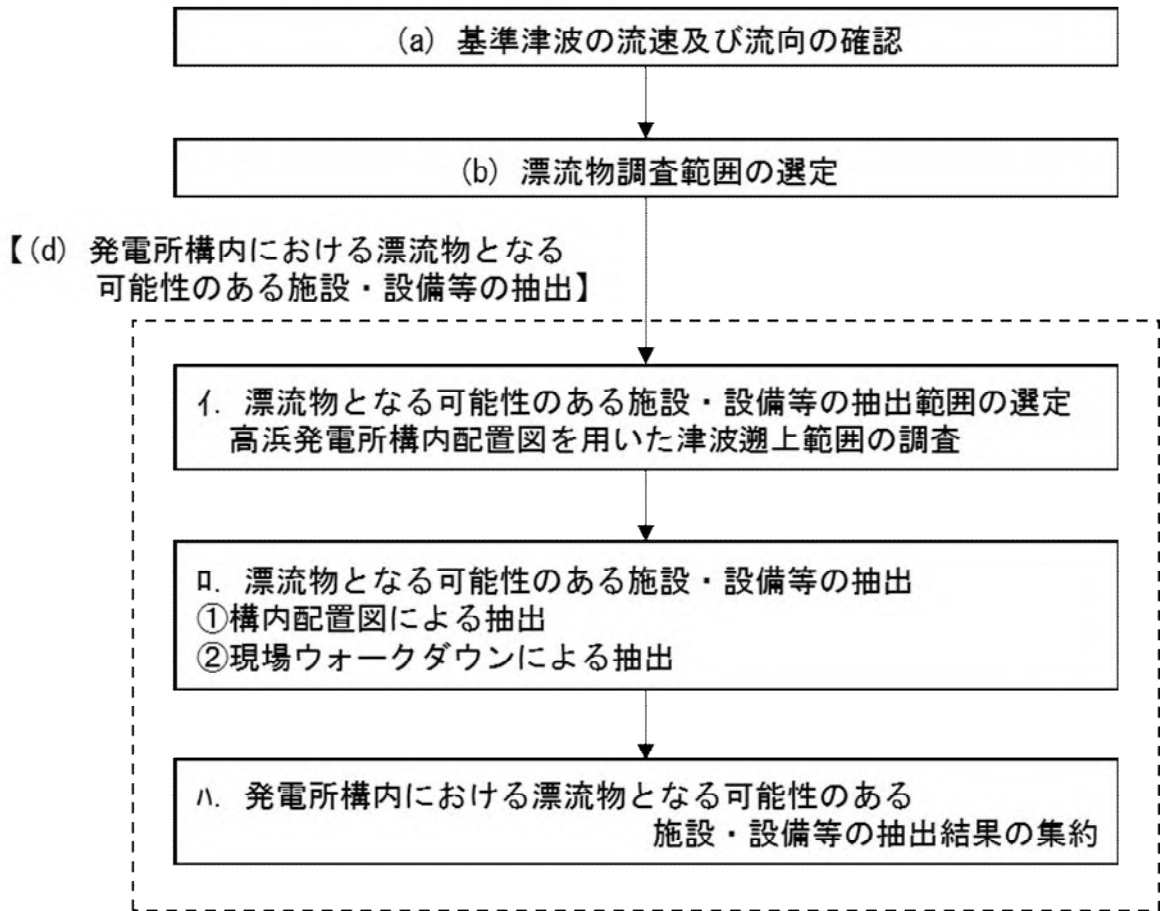 (a) 基準津波の流速及び流向の確認
(b) 漂流物調査範囲の選定
【(d) 発電所構内における漂流物となる
可能性のある施設・設備等の抽出】
ｲ. 漂流物となる可能性のある施設・設備等の抽出範囲の選定
高浜発電所構内配置図を用いた津波遡上範囲の調査
ﾛ. 漂流物となる可能性のある施設・設備等の抽出
①構内配置図による抽出
②現場ウォークダウンによる抽出
ﾊ. 発電所構内における漂流物となる可能性のある
施設・設備等の抽出結果の集約